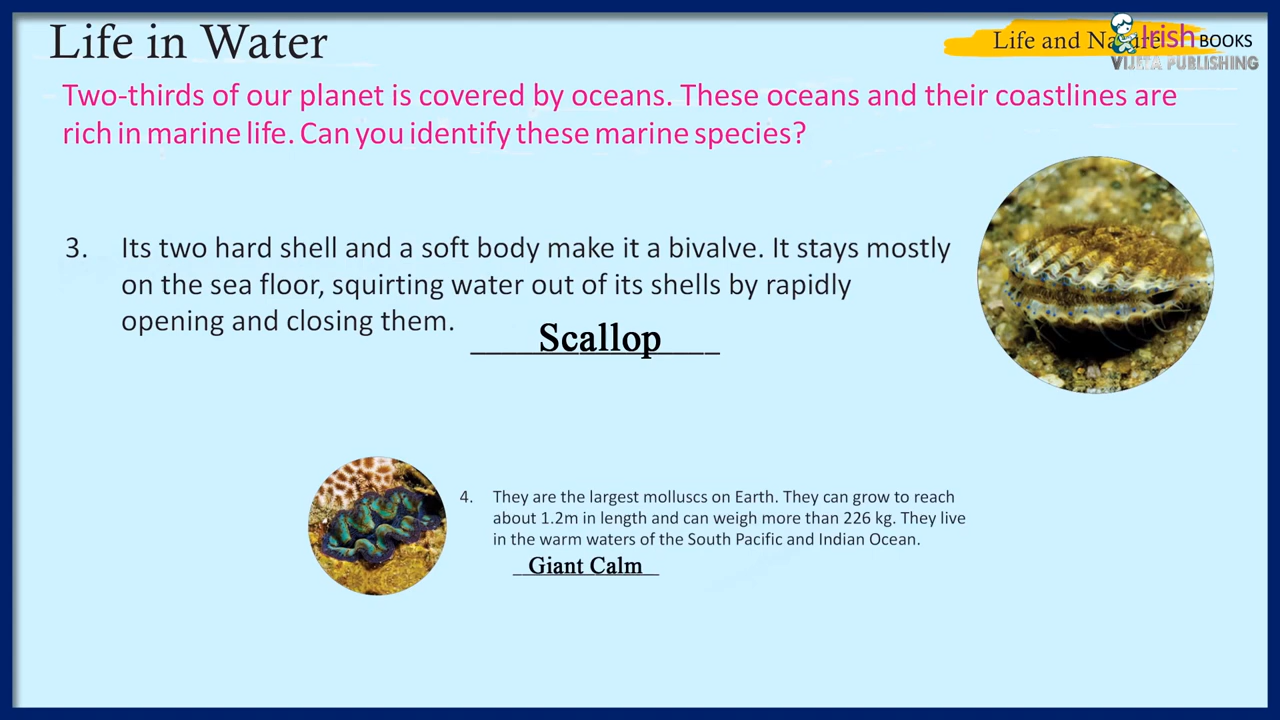 Life in Water
Life and Nature
Irish BOOKS
VIJETA PUBLISHING
Two-thirds of our planet is covered by oceans. These oceans and their coastlines are
rich in marine life. Can you identify these marine species?
3. Its two hard shell and a soft body make it a bivalve. It stays mostly
on the sea floor, squirting water out of its shells by rapidly
opening and closing them.
Scallop
4. They are the largest molluscs on Earth. They can grow to reach
about 1.2m in length and can weigh more than 226 kg. They live
in the warm waters of the South Pacific and Indian Ocean.
Giant Calm